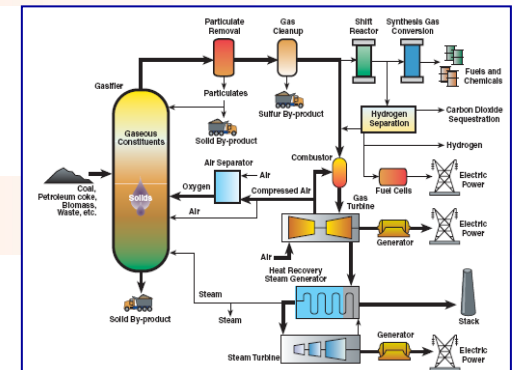 Particulate
Removal
Gas
Cleanup
Shift
Reactor
Synthesis Gas
Conversion
Gasifier
Particulates
Sulfur By-product
Solid By-product
Fuels and
Chemicals
Hydrogen
Separation
Carbon Dioxide
Sequestration
Hydrogen
Gaseous
Constituents
Solids
Coal,
Petroleum coke,
Biomass,
Waste, etc.
Air Separator
Air
Oxygen
Compressed Air
Air
Combustor
Fuel Cells
Electric
Power
Gas
Turbine
Generator
Electric
Power
Air
Heat Recovery
Steam Generator
Steam
Steam
Solid By-product
Stack
Steam Turbine
Generator
Electric
Power